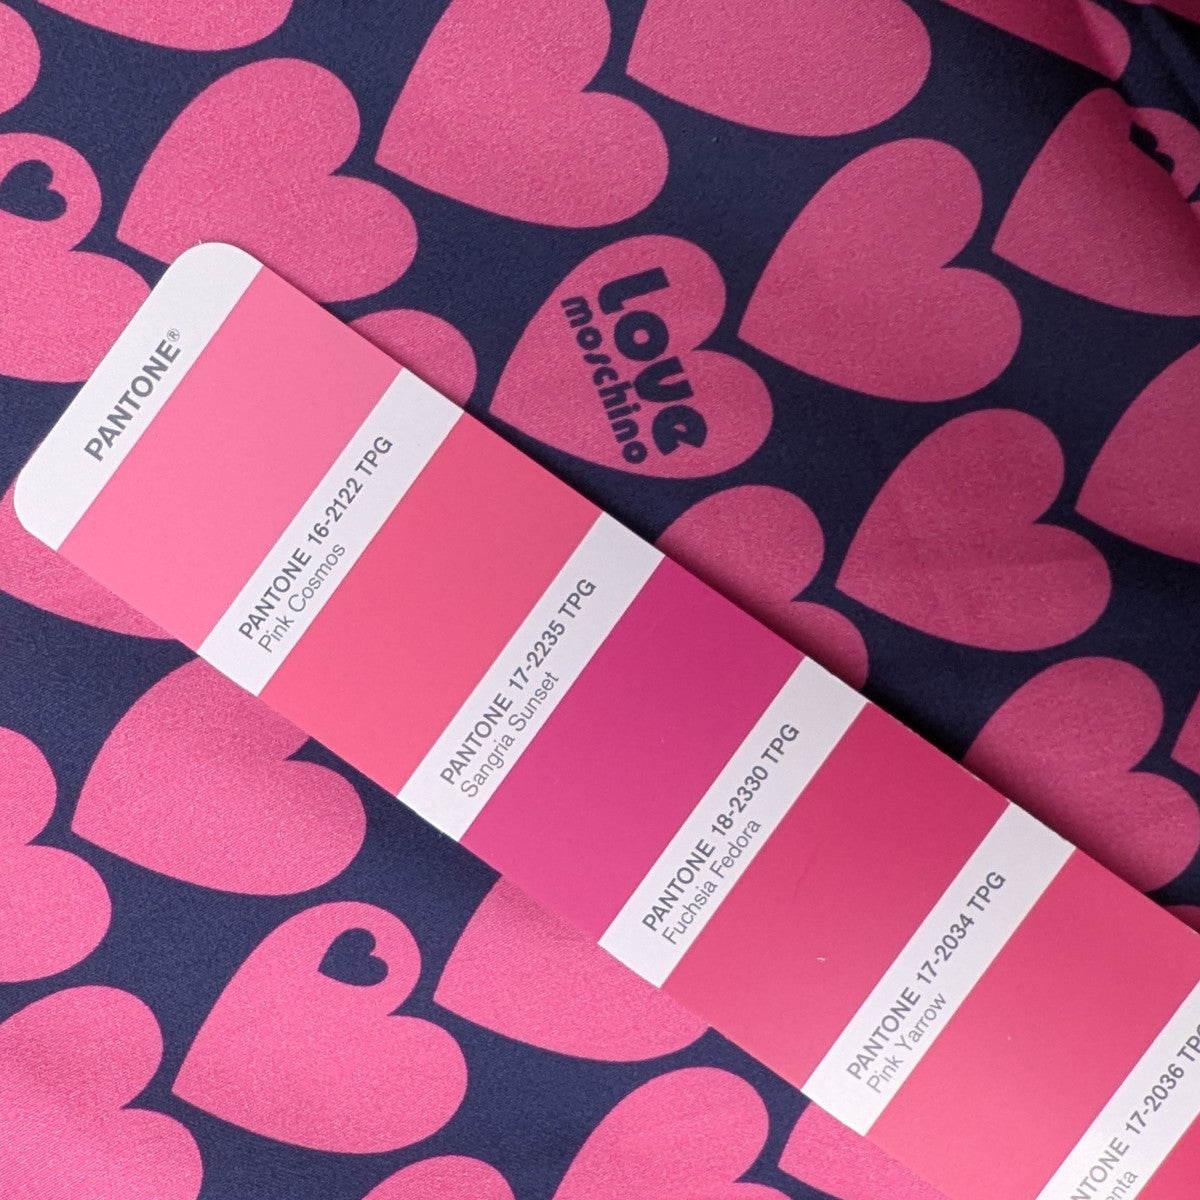 PANTONE®
PANTONE 16-2122 TPG
Pink Cosmos
PANTONE 17-2235 TPG
Sangria Sunset
PANTONE 18-2330 TPG
Fuchsia Fedora
PANTONE 17-2034 TPG
Pink Yarrow
17-2036
LOVE
moschino